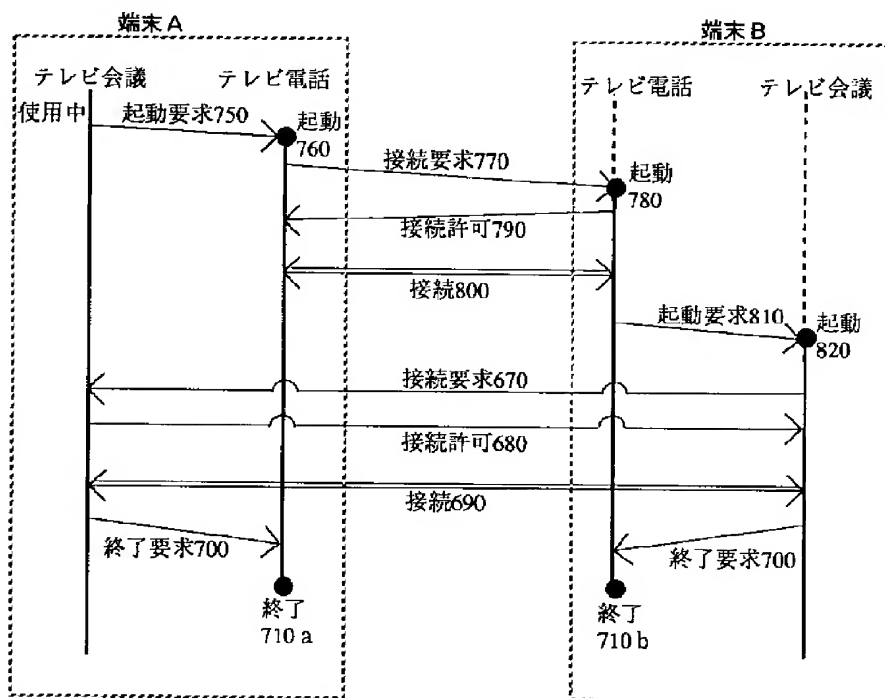 端末A
端末B
テレビ会議
テレビ電話
テレビ電話
テレビ会議
使用中
起動要求750
起動
760
接続要求770
起動
780
接続許可790
接続800
起動要求810
起動
820
接続要求670
接続許可680
接続690
終了要求700
終了要求700
終了
710 a
終了
710 b